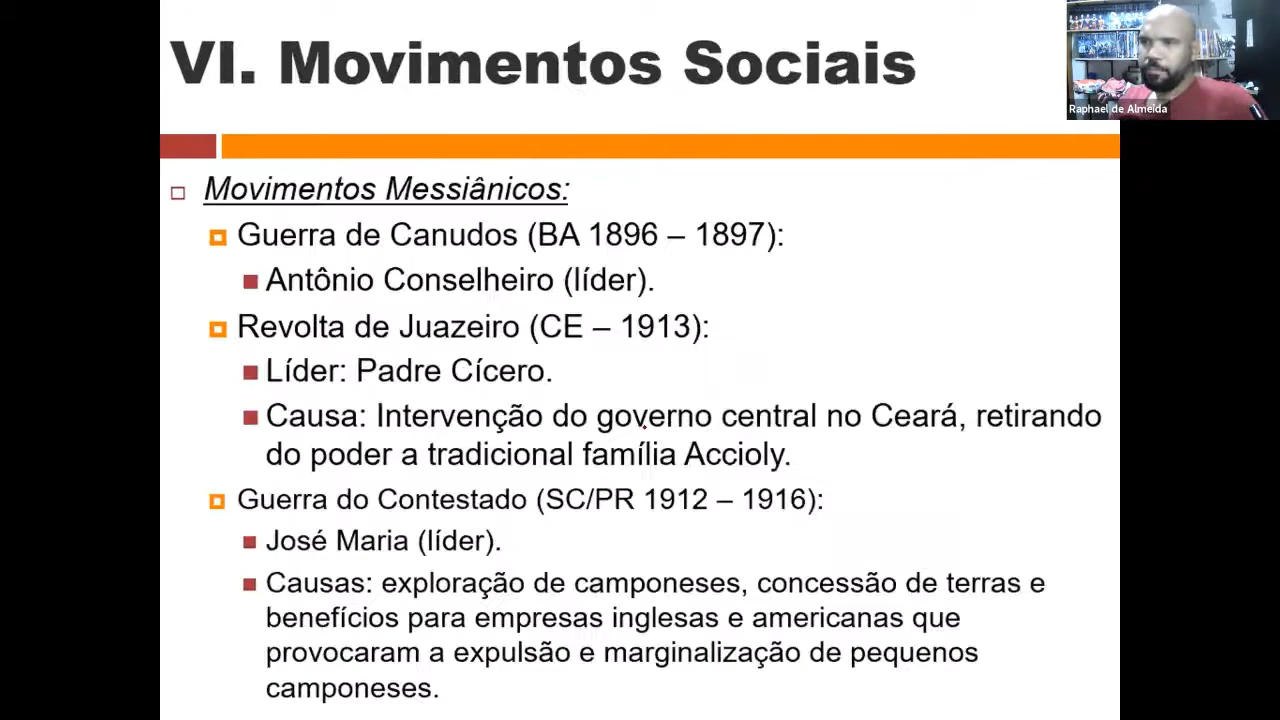 VI. Movimentos Sociais
Raphael de Almeida
Movimentos Messiânicos:
Guerra de Canudos (BA 1896 – 1897):
Antônio Conselheiro (líder).
Revolta de Juazeiro (CE – 1913):
Líder: Padre Cícero.
Causa: Intervenção do governo central no Ceará, retirando
do poder a tradicional família Accioly.
Guerra do Contestado (SC/PR 1912 – 1916):
José Maria (líder).
Causas: exploração de camponeses, concessão de terras e
benefícios para empresas inglesas e americanas que
provocaram a expulsão e marginalização de pequenos
camponeses.